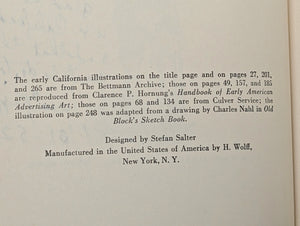 The early California illustrations on the title page and on pages 27, 201,
and 265 are from The Bettmann Archive; those on pages 49, 157, and 185
are reproduced from Clarence P. Hornung's Handbook of Early American
Advertising Art; those on pages 68 and 134 are from Culver Service; the
illustration on page 248 was adapted from a drawing by Charles Nahl in Old
Block's Sketch Book.
Designed by Stefan Salter
Manufactured in the United States of America by H. Wolff,
New York, N. Y.